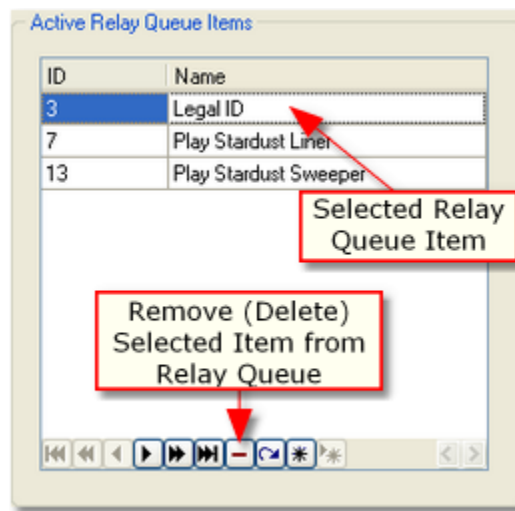 Active Relay Queue Items
ID Name
3 Legal ID
7 Play Stardust Liner
13 Play Stardust Sweeper
Selected Relay
Queue Item
Remove (Delete)
Selected Item from
Relay Queue